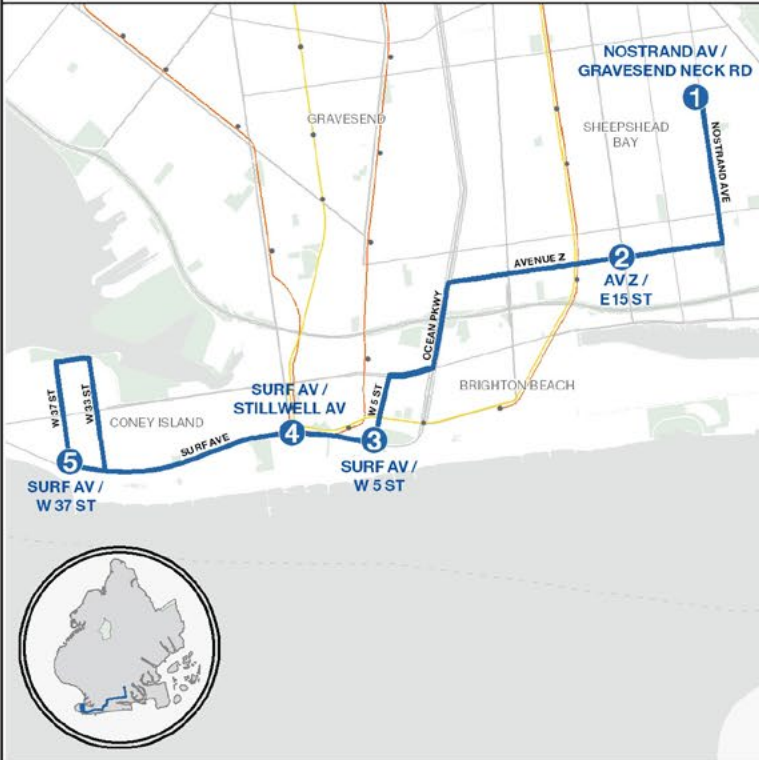 NOSTRAND AV /
GRAVESEND NECK RD
1
GRAVESEND
SHEEPSHEAD
BAY
NOSTRAND AVE
AVENUE Z
2
AV Z /
E 15 ST
OCEAN PKWY
W 37 ST
W 33 ST
SURF AV /
STILLWELL AV
W 5 ST
BRIGHTON BEACH
CONEY ISLAND
SURF AVE
4
3
5
SURF AV /
W 5 ST
SURF AV /
W 37 ST